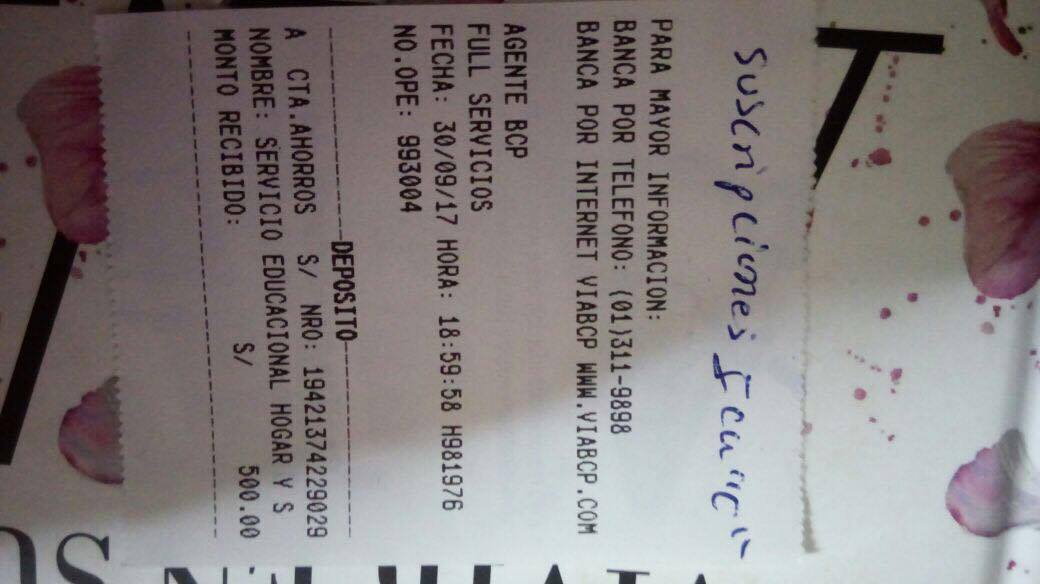 Suscripciones
PARA MAYOR INFORMACION:
BANCA POR TELEFONO: (01)311-9898
BANCA POR INTERNET VIABCP WWW.VIABCP.COM
AGENTE BCP
FULL SERVICIOS
FECHA: 30/09/17 HORA: 18:59:58 H981976
NO.OPE: 993004
DEPOSITO
A CTA.AHORROS S/ NRO: 19421374229029
NOMBRE: SERVICIO EDUCACIONAL HOGAR Y S
MONTO RECIBIDO: S/ 500.00